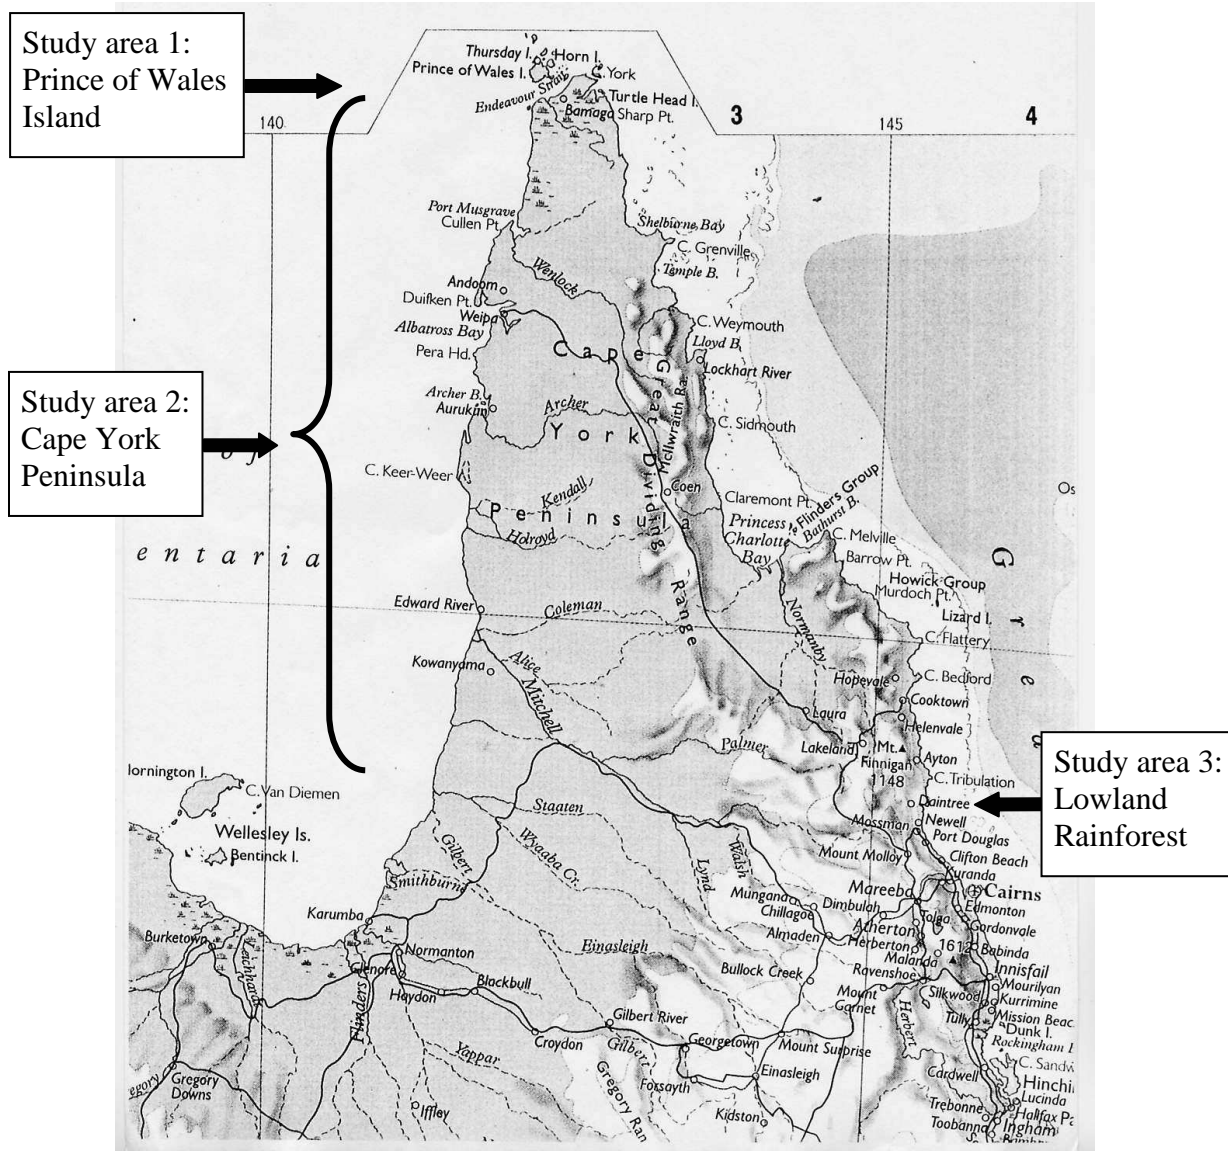 Study area 1:
Prince of Wales
Island
Thursday I.
Horn I.
Prince of Wales I.
C. York
Endeavour Strait
Turtle Head I.
Bamaga
Sharp Pt.
140
3
145
4
Port Musgrave
Cullen Pt.
Shelburne Bay
C. Grenville
Temple B.
Wenlock
Andoom
Duifken Pt.
Weipa
Albatross Bay
Pera Hd.
C. Weymouth
Lloyd B.
Lockhart River
Study area 2:
Cape York
Peninsula
Cape
York
Peninsula
Great Dividing Range
McIlwraith Ra.
Archer B.
Aurukun
Archer
C. Sidmouth
C. Keer-Weer
Coen
Kendall
Holroyd
Claremont Pt.
Flinders Group
Bathurst B.
Princess
Charlotte
Bay
C. Melville
Barrow Pt.
Howick Group
Murdoch Pt.
Lizard I.
C. Flattery
of
entaria
G r e a
Edward River
Coleman
Normanby
Kowanyama
Alice
Mitchell
Hopevale
C. Bedford
Cooktown
Laura
Helenvale
Palmer
Lakeland
Mt.
Finnigan
1148
Ayton
C. Tribulation
Study area 3:
Lowland
Rainforest
Daintree
Newell
Mossman
Port Douglas
Mount Molloy
Clifton Beach
Kuranda
C. Van Diemen
Wellesley Is.
Bentinck I.
Staaten
Gilbert
Wyaaba Cr.
Lynd
Walsh
Smithburne
Mungana
Chillagoe
Mareeba
Dimbulah
Cairns
Edmonton
Gordonvale
Atherton
Tolga
Karumba
Almaden
Herberton
1612
Babinda
Burketown
Leichhardt
Normanton
Einasleigh
Malanda
Innisfail
Glenore
Bullock Creek
Ravenshoe
Mourilyan
Flinders
Haydon
Blackbull
Mount
Garnet
Silkwood
Kurrimine
Mission Beac
Tully
Dunk I.
Herbert
Gilbert River
Croydon
Gilbert
Georgetown
Mount Surprise
Rockingham
C. Sandw
Yappar
Gregory
Downs
Gregory Ran
Forsayth
Einasleigh
Cardwell
Hinchi
Lucinda
Iffley
Kidston
Trebonne
Halifax
Toobanna
Ingham